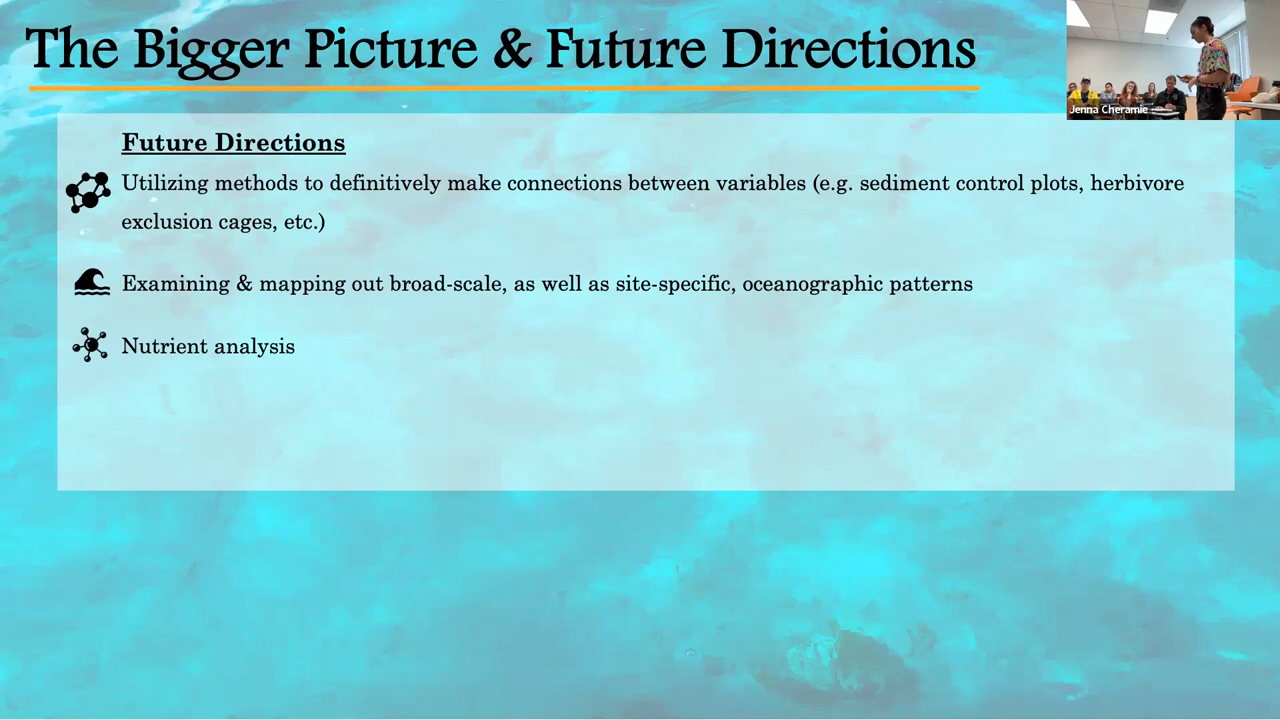 The Bigger Picture & Future Directions
Jenna Cheramie
Future Directions
Utilizing methods to definitively make connections between variables (e.g. sediment control plots, herbivore
exclusion cages, etc.)
Examining & mapping out broad-scale, as well as site-specific, oceanographic patterns
Nutrient analysis